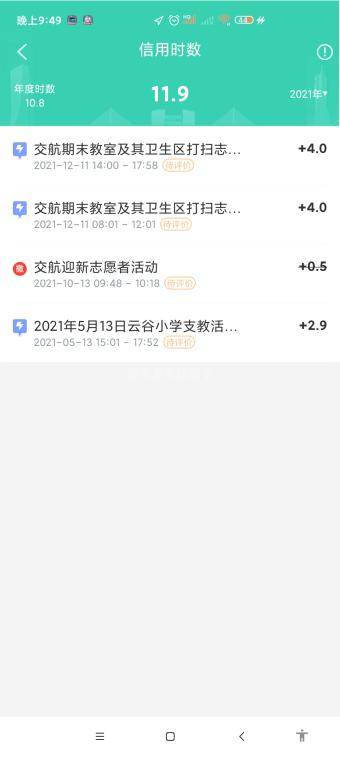 晚上9:49
HD
44
信用时数
年度时数
10.8
11.9
2021年
交航期末教室及其卫生区打扫志...
+4.0
2021-12-11 14:00 - 17:58 待评价
交航期末教室及其卫生区打扫志...
+4.0
2021-12-11 08:01 - 12:01 待评价
撤
交航迎新志愿者活动
+0.5
2021-10-13 09:48 - 10:18 待评价
2021年5月13日云谷小学支教活...
+2.9
2021-05-13 15:01 - 17:52 待评价